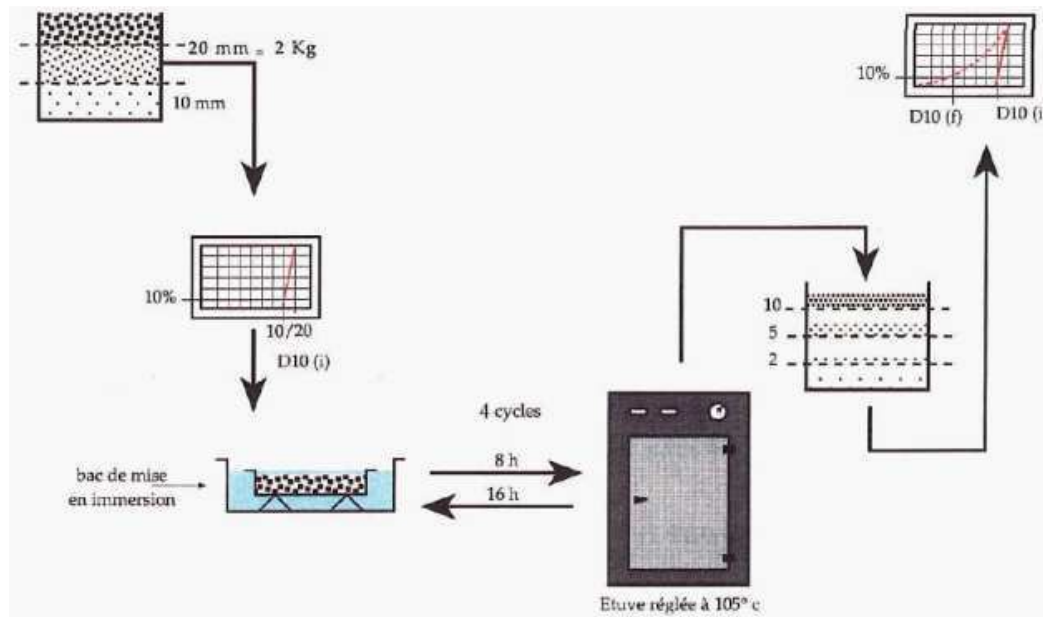 20 mm = 2 Kg
10 mm
10%
10/20
D10 (i)
bac de mise
en immersion
4 cycles
8 h
16 h
Etuve réglée à 105° c
10
5
2
10%
D10 (f)
D10 (i